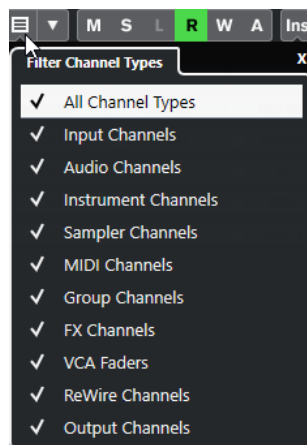 M S L R W A Ins
Filter Channel Types X
All Channel Types
Input Channels
Audio Channels
Instrument Channels
Sampler Channels
MIDI Channels
Group Channels
FX Channels
VCA Faders
ReWire Channels
Output Channels